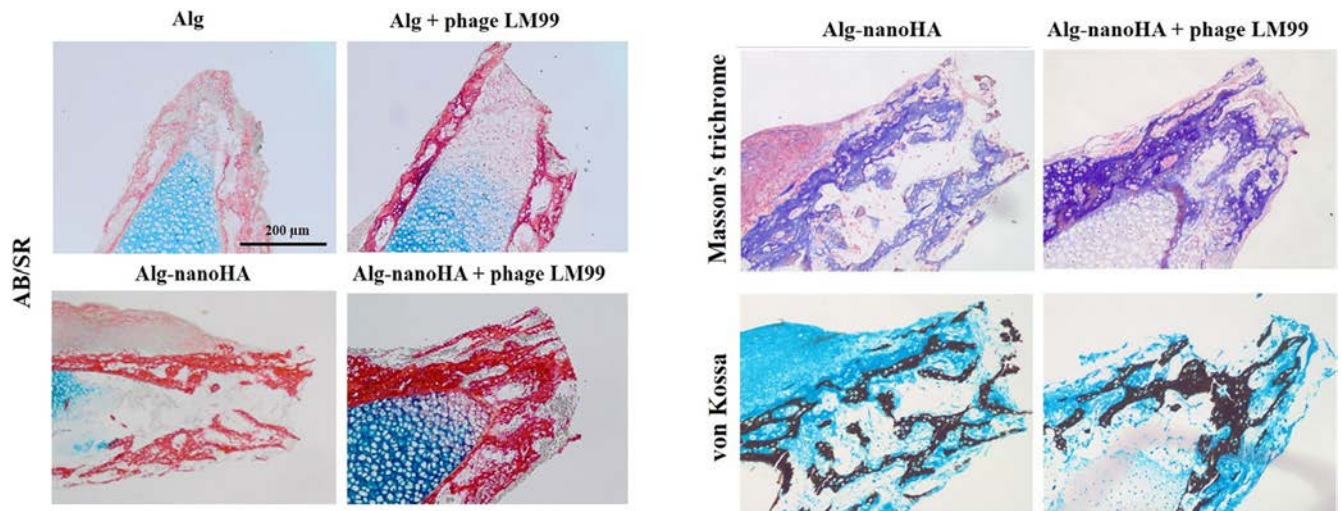 Alg
Alg + phage LM99
AB/SR
200 µm
Alg-nanoHA
Alg-nanoHA + phage LM99
Alg-nanoHA
Alg-nanoHA + phage LM99
Masson's trichrome
von Kossa